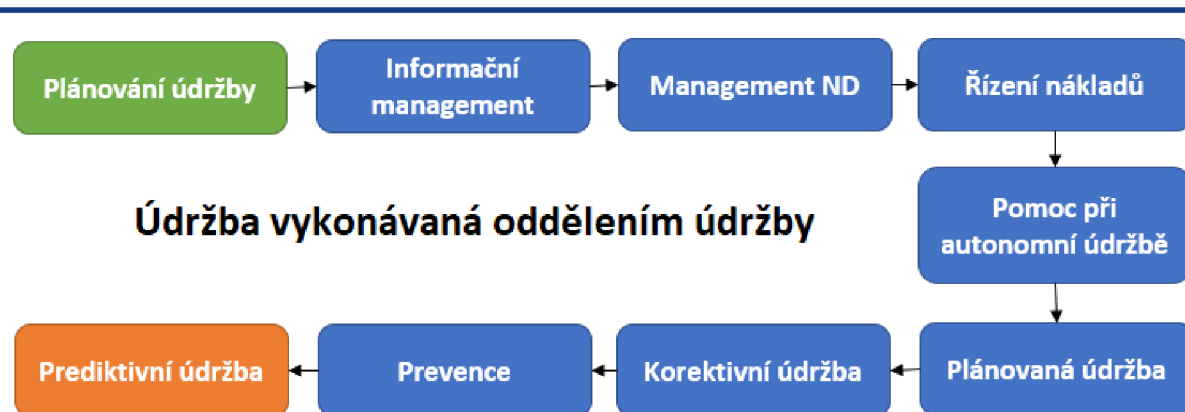 Plánování údržby
Informační
management
Management ND
Řízení nákladů
Údržba vykonávaná oddělením údržby
Pomoc při
autonomní údržbě
Plánovaná údržba
Korektivní údržba
Prevence
Prediktivní údržba